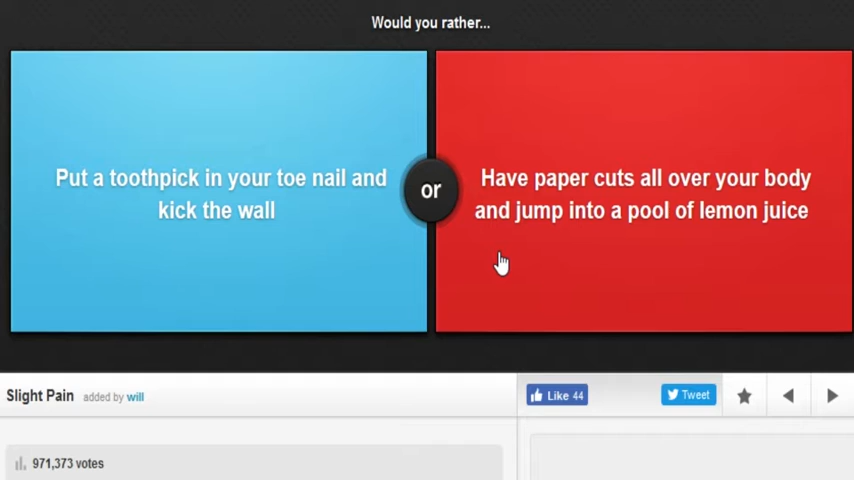 Would you rather...
Put a toothpick in your toe nail and
kick the wall
or
Have paper cuts all over your body
and jump into a pool of lemon juice
Slight Pain added by will
Like 44
Tweet
971,373 votes